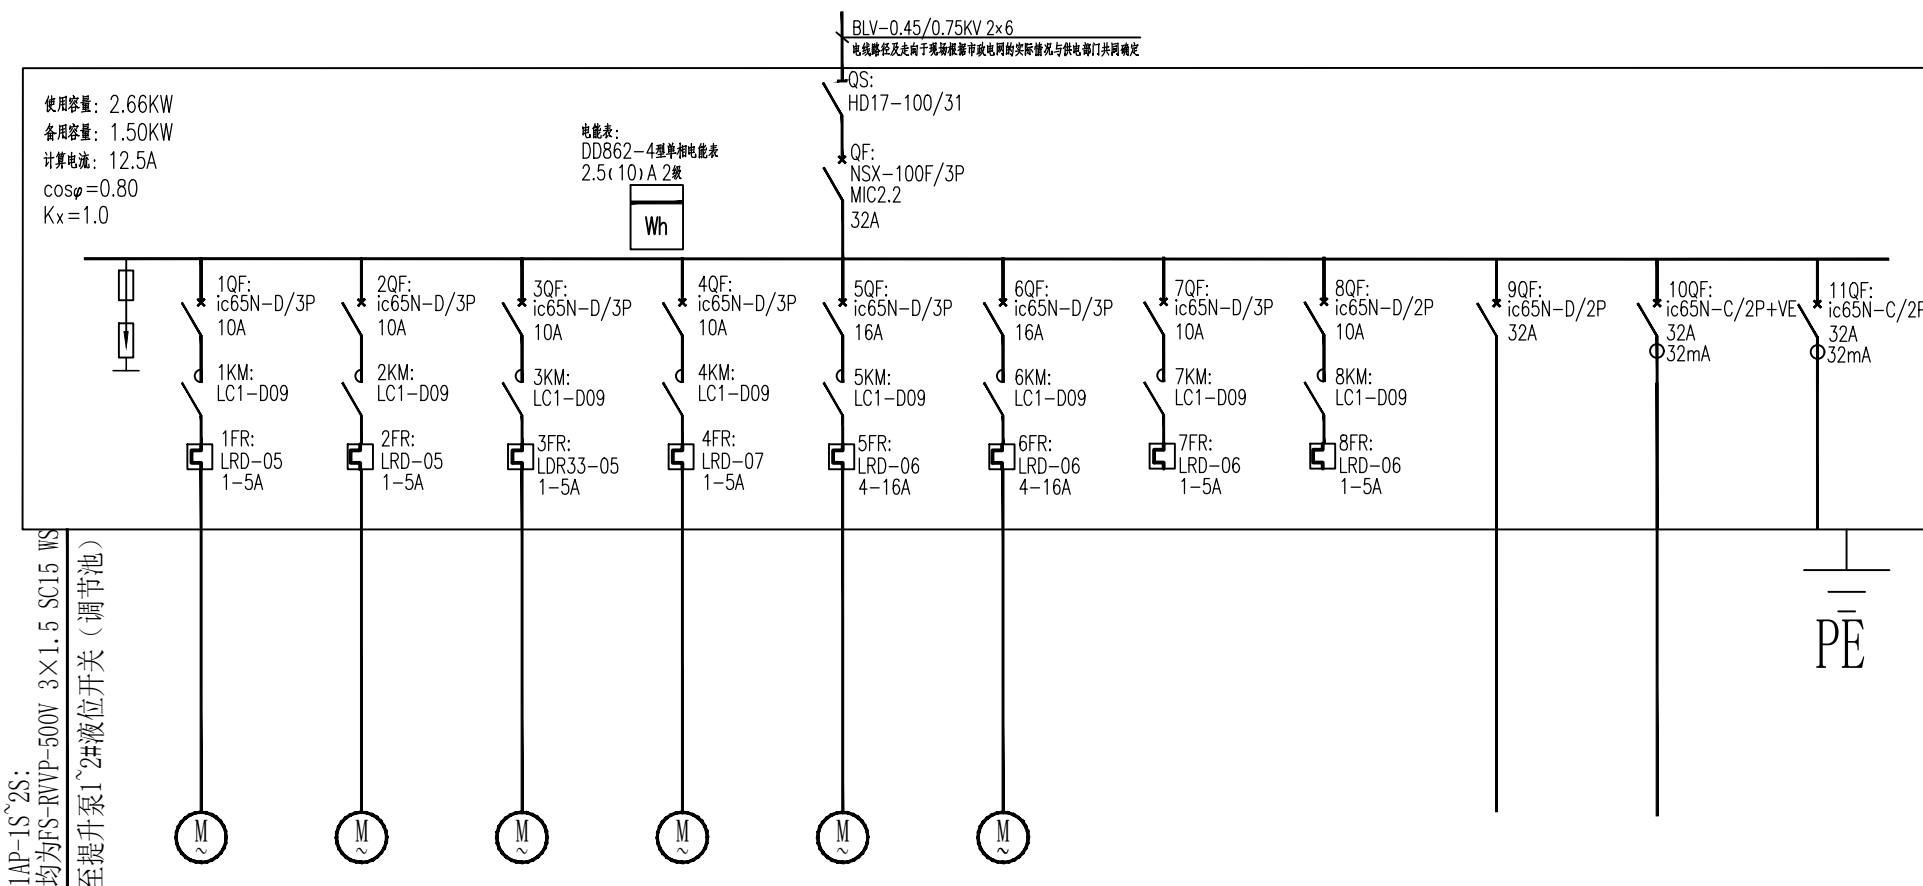 BLV-0.45/0.75KV 2×6
电线路径及走向于现场根据市政电网的实际情况与供电部门共同确定
使用容量: 2.66KW
备用容量: 1.50KW
计算电流: 12.5A
cosφ=0.80
Kx=1.0
电能表:
DD862-4型单相电能表
2.5(10)A 2级
Wh
QS:
HD17-100/31
QF:
NSX-100F/3P
MIC2.2
32A
1QF:
ic65N-D/3P
10A
1KM:
LC1-D09
1FR:
LRD-05
1-5A
2QF:
ic65N-D/3P
10A
2KM:
LC1-D09
2FR:
LRD-05
1-5A
3QF:
ic65N-D/3P
10A
3KM:
LC1-D09
3FR:
LDR33-05
1-5A
4QF:
ic65N-D/3P
10A
4KM:
LC1-D09
4FR:
LRD-07
1-5A
5QF:
ic65N-D/3P
16A
5KM:
LC1-D09
5FR:
LRD-06
4-16A
6QF:
ic65N-D/3P
16A
6KM:
LC1-D09
6FR:
LRD-06
4-16A
7QF:
ic65N-D/3P
10A
7KM:
LC1-D09
7FR:
LRD-06
1-5A
8QF:
ic65N-D/2P
10A
8KM:
LC1-D09
8FR:
LRD-06
1-5A
9QF:
ic65N-D/2P
32A
10QF:
ic65N-C/2P+VE
32A
32mA
11QF:
ic65N-C/2P
32A
32mA
PE
1AP-1S~2S:
均为FS-RVVP-500V 3×1.5 SC15 WS
至提升泵1~2#液位开关（调节池）
M
~
M
~
M
~
M
~
M
~
M
~